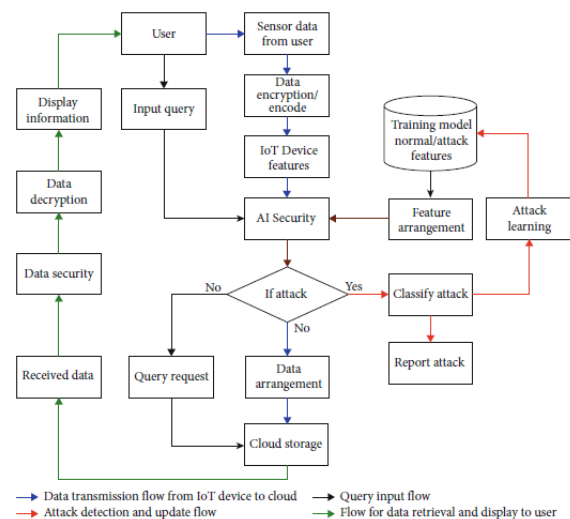 User
Sensor data
from user
Display
information
Input query
Data
encryption/
encode
Training model
normal/attack
features
IoT Device
features
Data
decryption
AI Security
Feature
arrangement
Attack
learning
Data security
No
If attack
Yes
Classify attack
No
Received data
Query request
Data
arrangement
Report attack
Cloud storage
Data transmission flow from IoT device to cloud
Query input flow
Attack detection and update flow
Flow for data retrieval and display to user